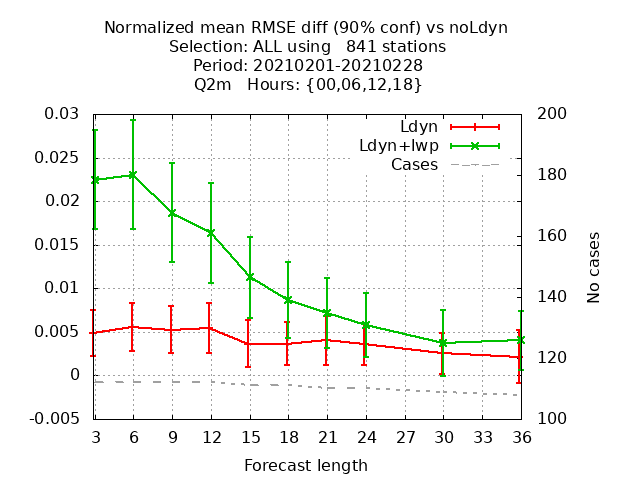 Normalized mean RMSE diff (90% conf) vs noLdyn
Selection: ALL using   841 stations
Period: 20210201-20210228
Q2m   Hours: {00,06,12,18}
0.03
0.025
0.02
0.015
0.01
0.005
0
-0.005
Ldyn
Ldyn+lwp
Cases
200
180
160
140
120
100
No cases
3 6 9 12 15 18 21 24 27 30 33 36
Forecast length